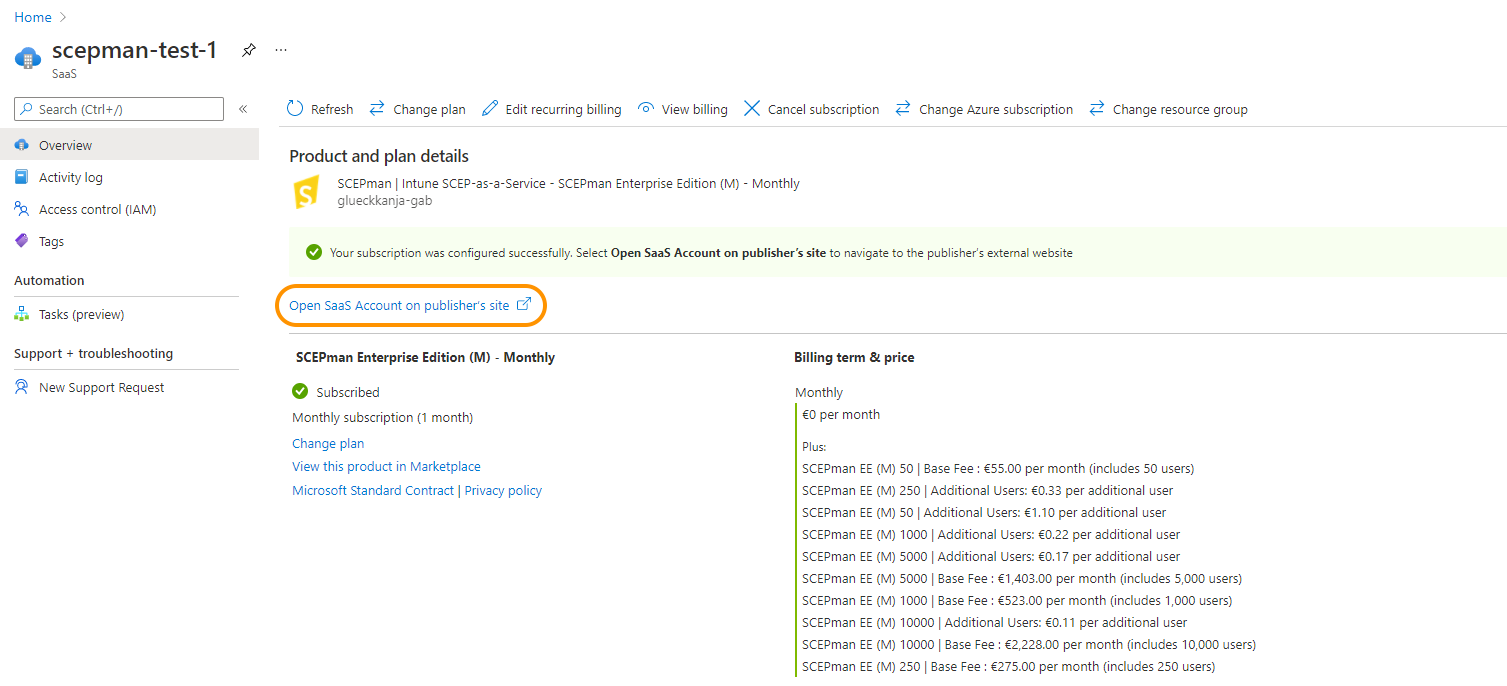 Home
scepman-test-1
SaaS
Search (Ctrl+/)
Overview
Activity log
Access control (IAM)
Tags
Automation
Tasks (preview)
Support + troubleshooting
New Support Request
Refresh
Change plan
Edit recurring billing
View billing
Cancel subscription
Change Azure subscription
Change resource group
Product and plan details
S
SCEPman | Intune SCEP-as-a-Service - SCEPman Enterprise Edition (M) - Monthly
glueckkanja-gab
Your subscription was configured successfully. Select Open SaaS Account on publisher's site to navigate to the publisher's external website
Open SaaS Account on publisher's site
SCEPman Enterprise Edition (M) - Monthly
Subscribed
Monthly subscription (1 month)
Change plan
View this product in Marketplace
Microsoft Standard Contract | Privacy policy
Billing term & price
Monthly
€0 per month
Plus:
SCEPman EE (M) 50 | Base Fee : €55.00 per month (includes 50 users)
SCEPman EE (M) 250 | Additional Users: €0.33 per additional user
SCEPman EE (M) 50 | Additional Users: €1.10 per additional user
SCEPman EE (M) 1000 | Additional Users: €0.22 per additional user
SCEPman EE (M) 5000 | Additional Users: €0.17 per additional user
SCEPman EE (M) 5000 | Base Fee : €1,403.00 per month (includes 5,000 users)
SCEPman EE (M) 1000 | Base Fee : €523.00 per month (includes 1,000 users)
SCEPman EE (M) 10000 | Additional Users: €0.11 per additional user
SCEPman EE (M) 10000 | Base Fee : €2,228.00 per month (includes 10,000 users)
SCEPman EE (M) 250 | Base Fee : €275.00 per month (includes 250 users)